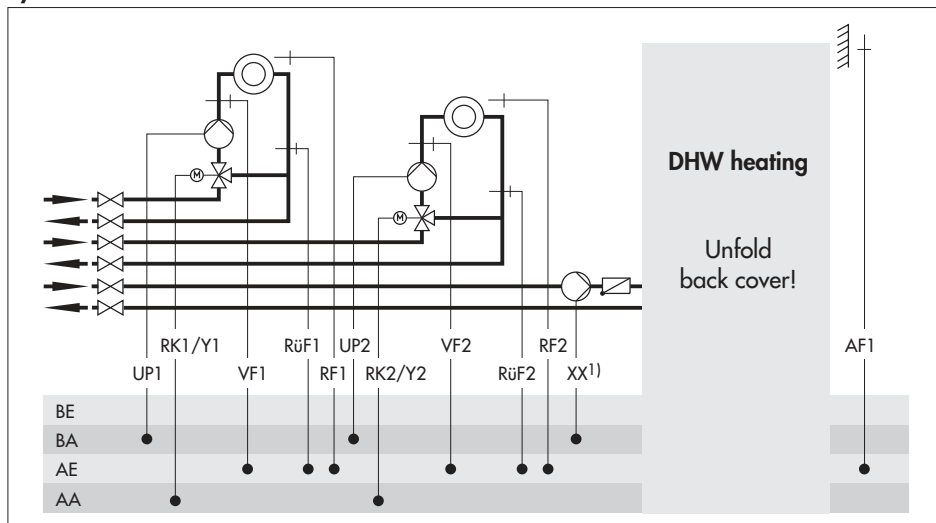 M
M
DHW heating
Unfold
back cover!
RK1/Y1 RüF1 UP2 VF2 RF2 AF1
UP1 VF1 RF1 RK2/Y2 RüF2 XX1)
BE
BA
AE
AA